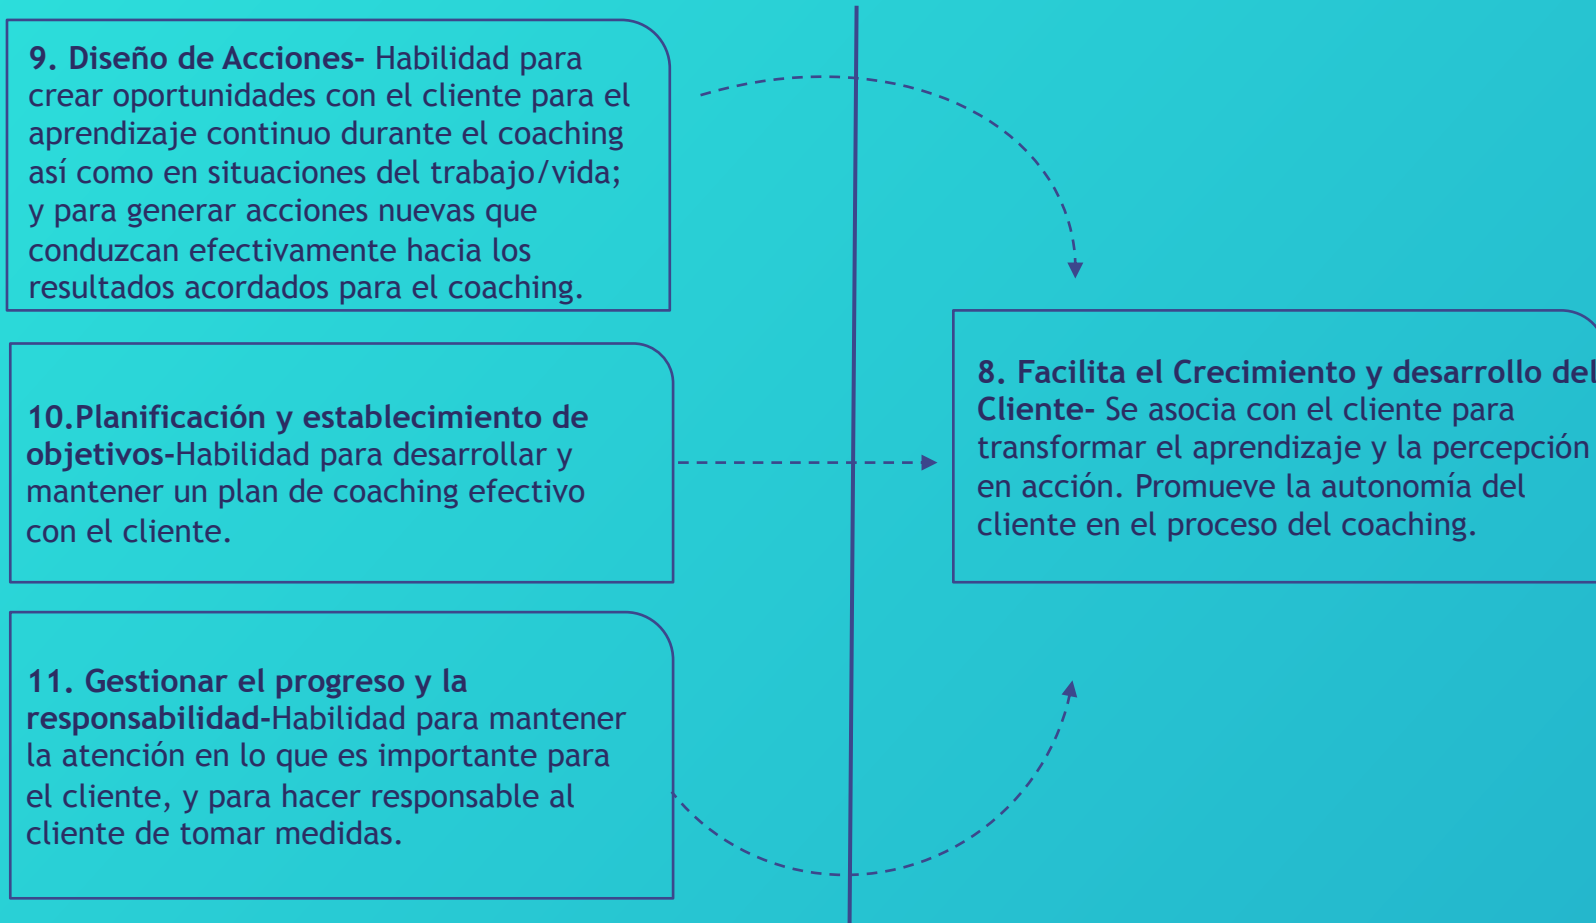 9. Diseño de Acciones- Habilidad para
crear oportunidades con el cliente para el
aprendizaje continuo durante el coaching
así como en situaciones del trabajo/vida;
y para generar acciones nuevas que
conduzcan efectivamente hacia los
resultados acordados para el coaching.
10.Planificación y establecimiento de
objetivos-Habilidad para desarrollar y
mantener un plan de coaching efectivo
con el cliente.
11. Gestionar el progreso y la
responsabilidad-Habilidad para mantener
la atención en lo que es importante para
el cliente, y para hacer responsable al
cliente de tomar medidas.
8. Facilita el Crecimiento y desarrollo del
Cliente- Se asocia con el cliente para
transformar el aprendizaje y la percepción
en acción. Promueve la autonomía del
cliente en el proceso del coaching.